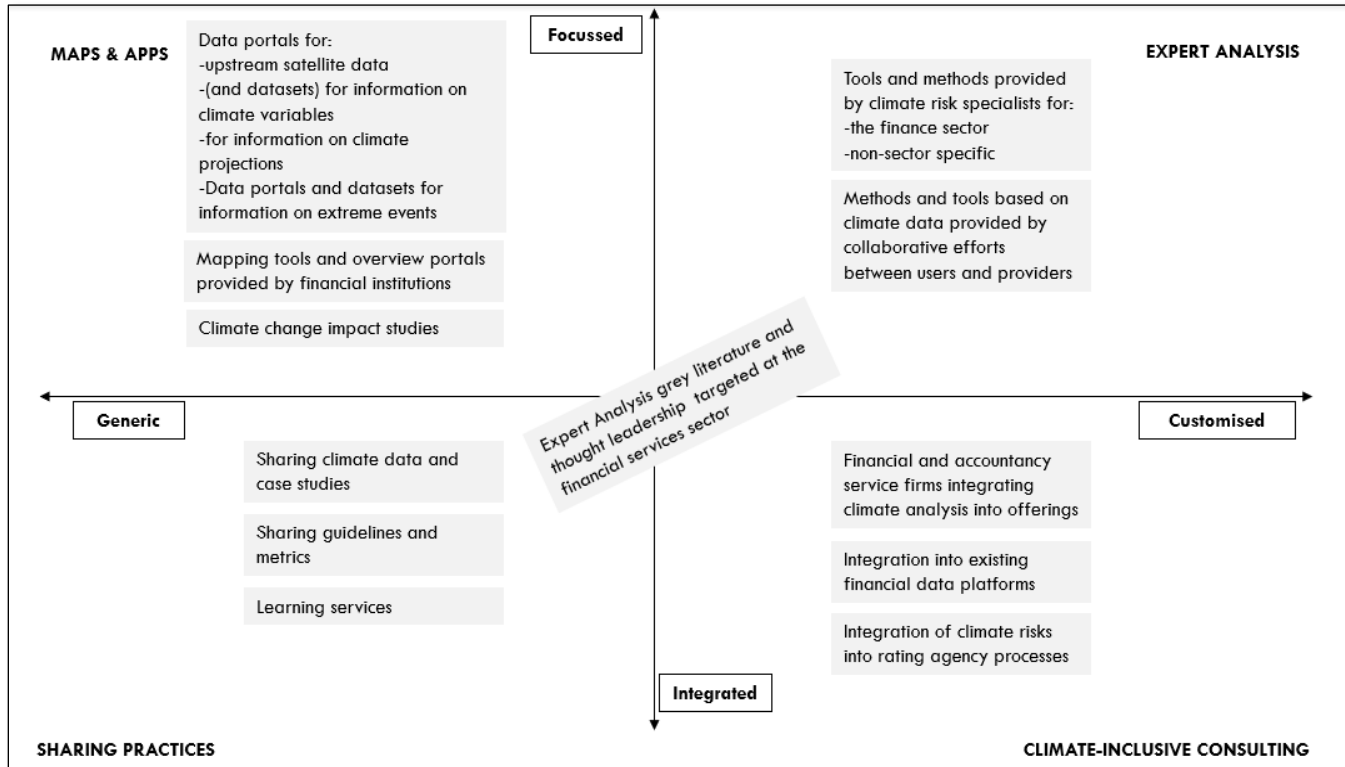 MAPS & APPS
Data portals for:
-upstream satellite data
-(and datasets) for information on
climate variables
-for information on climate
projections
-Data portals and datasets for
information on extreme events
Mapping tools and overview portals
provided by financial institutions
Climate change impact studies
Focussed
EXPERT ANALYSIS
Tools and methods provided
by climate risk specialists for:
-the finance sector
-non-sector specific
Methods and tools based on
climate data provided by
collaborative efforts
between users and providers
Expert Analysis grey literature and
thought leadership targeted at the
financial services sector
Generic
Customised
Sharing climate data and
case studies
Sharing guidelines and
metrics
Learning services
Financial and accountancy
service firms integrating
climate analysis into offerings
Integration into existing
financial data platforms
Integration of climate risks
into rating agency processes
Integrated
SHARING PRACTICES
CLIMATE-INCLUSIVE CONSULTING